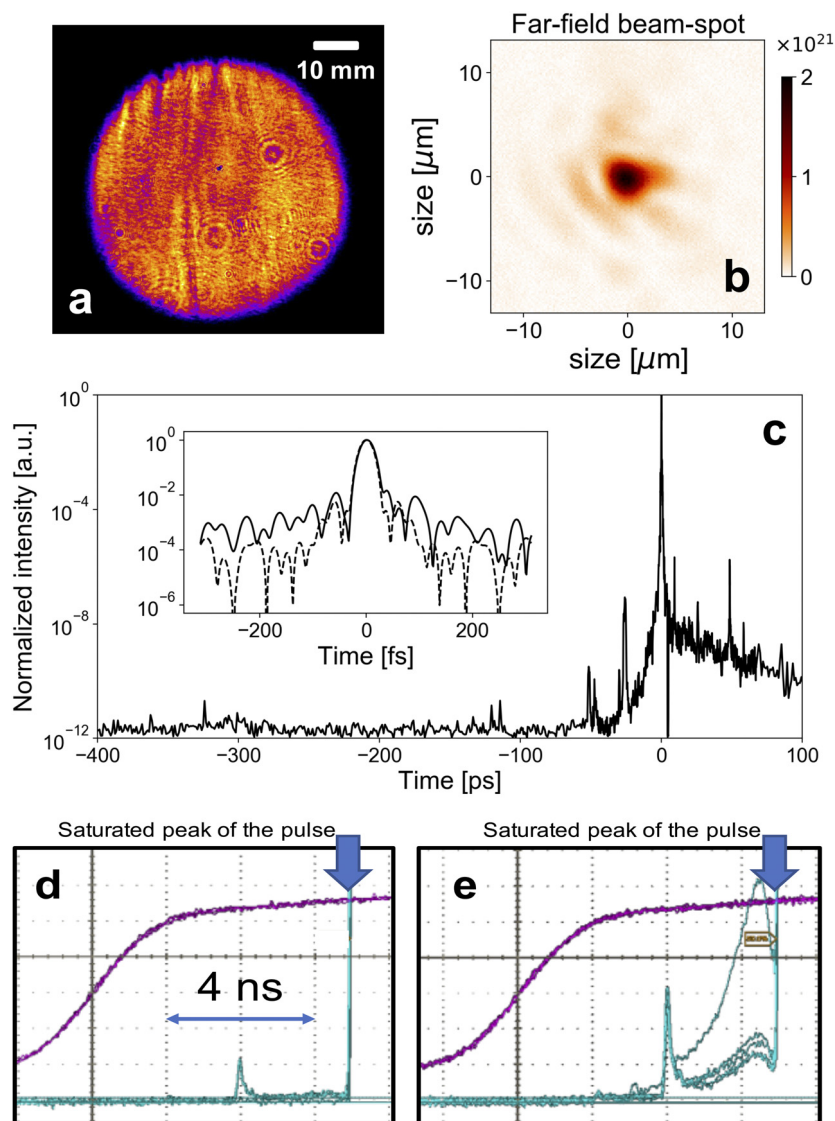 10 mm
a
Far-field beam-spot
×10²¹
size [μm]
10
0
−10
−10
0
10
size [μm]
2
1
0
b
Normalized intensity [a.u.]
10⁰
10⁻⁴
10⁻⁸
10⁻¹²
c
10⁰
10⁻²
10⁻⁴
10⁻⁶
−200
0
200
Time [fs]
−400
−300
−200
−100
0
100
Time [ps]
Saturated peak of the pulse
d
4 ns
Saturated peak of the pulse
e